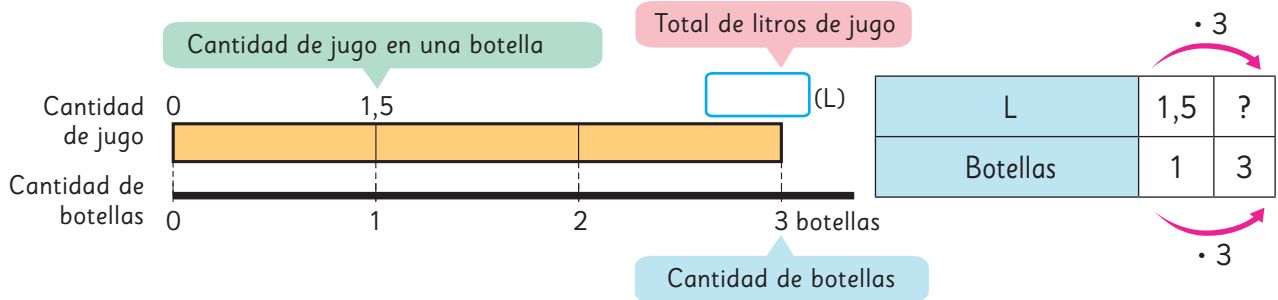 Total de litros de jugo
Cantidad de jugo en una botella
Cantidad
de jugo
0
1,5
(L)
Cantidad de
botellas
0
1
2
3 botellas
Cantidad de botellas
· 3
L
1,5
?
Botellas
1
3
· 3